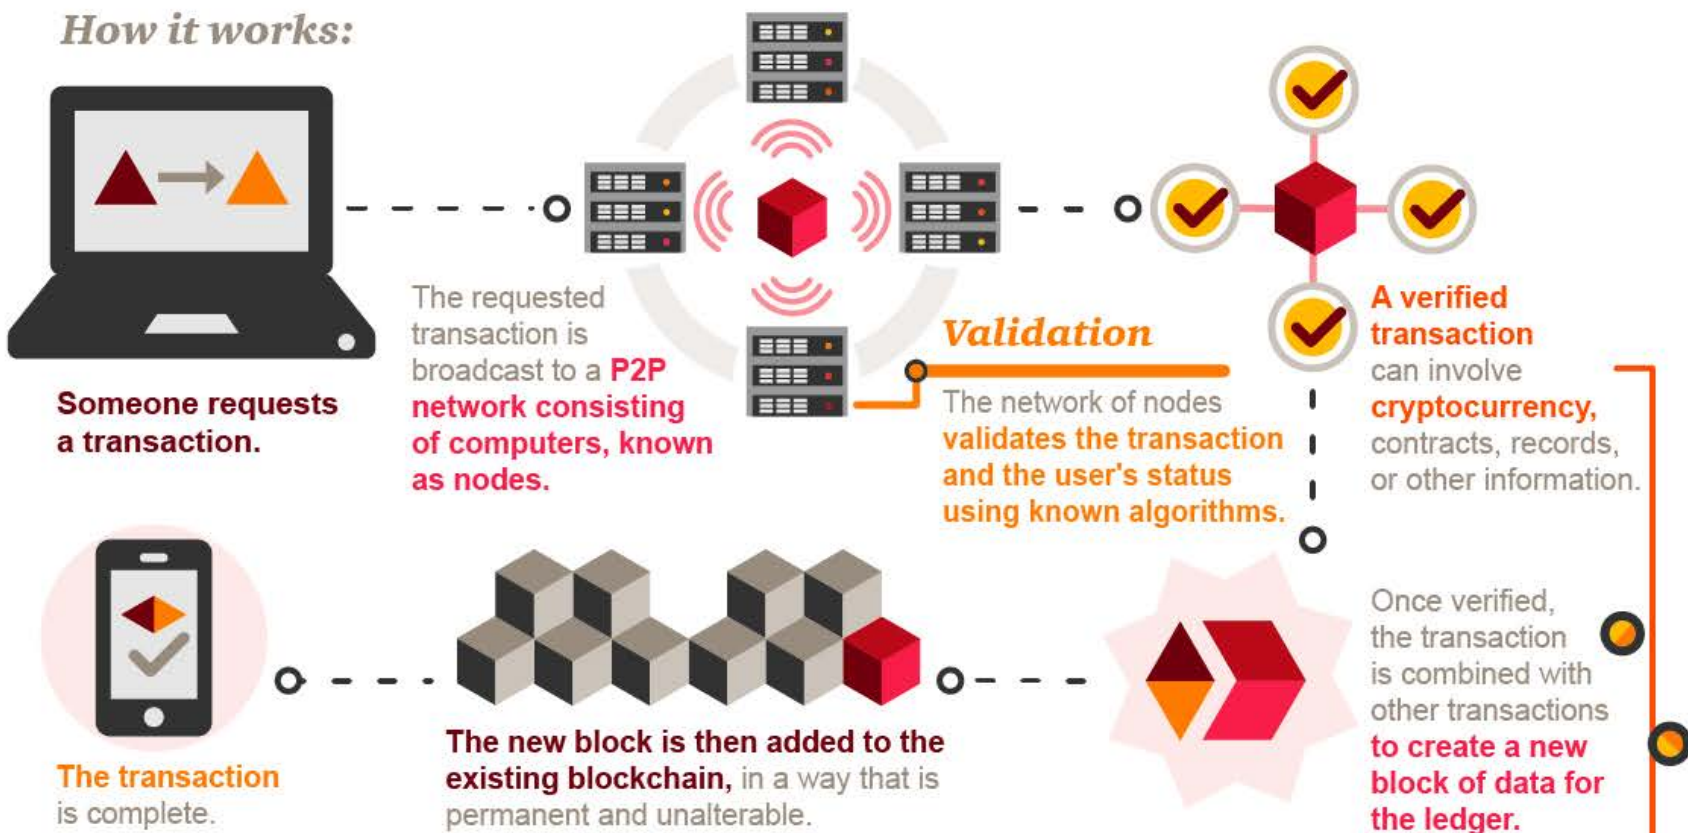 How it works:
Someone requests
a transaction.
The requested
transaction is
broadcast to a P2P
network consisting
of computers, known
as nodes.
Validation
The network of nodes
validates the transaction
and the user's status
using known algorithms.
A verified
transaction
can involve
cryptocurrency,
contracts, records,
or other information.
Once verified,
the transaction
is combined with
other transactions
to create a new
block of data for
the ledger.
The new block is then added to the
existing blockchain, in a way that is
permanent and unalterable.
The transaction
is complete.